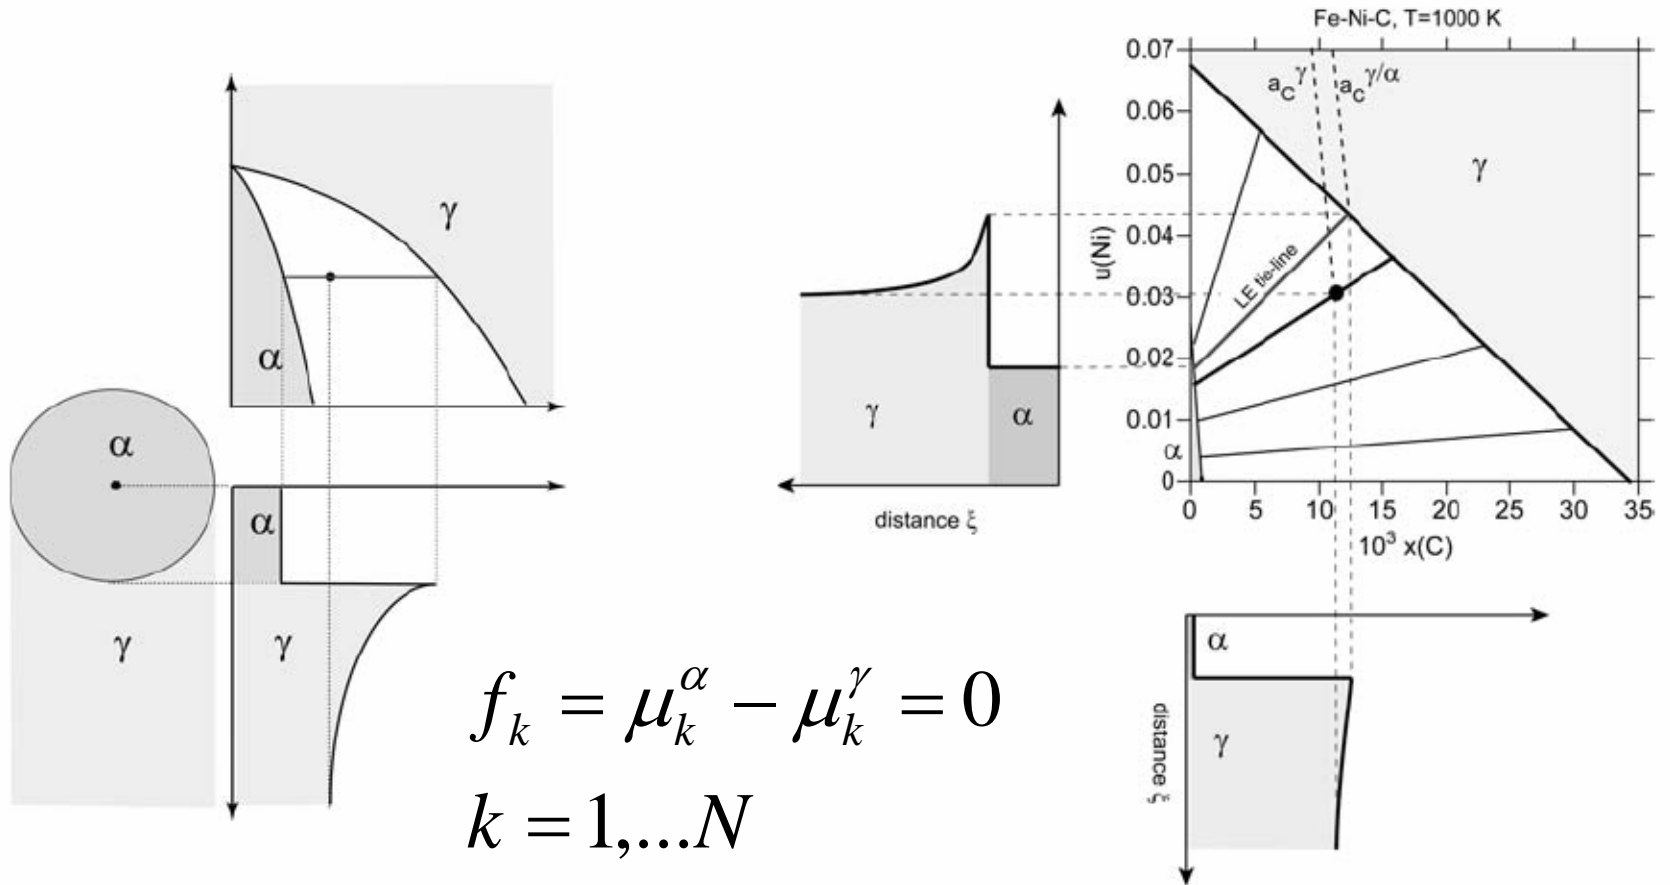 γ
α
α
γ
α
γ
γ
α
distance ξ
Fe-Ni-C, T=1000 K
u(Ni)
0.07
0.06
0.05
0.04
0.03
0.02
0.01
0
a_C^γ
a_C^{γ/α}
γ
LE tie-line
α
0 5 10 15 20 25 30 35
10³ x(C)
α
γ
distance ξ
f_k = μ_k^α − μ_k^γ = 0
k = 1,...N